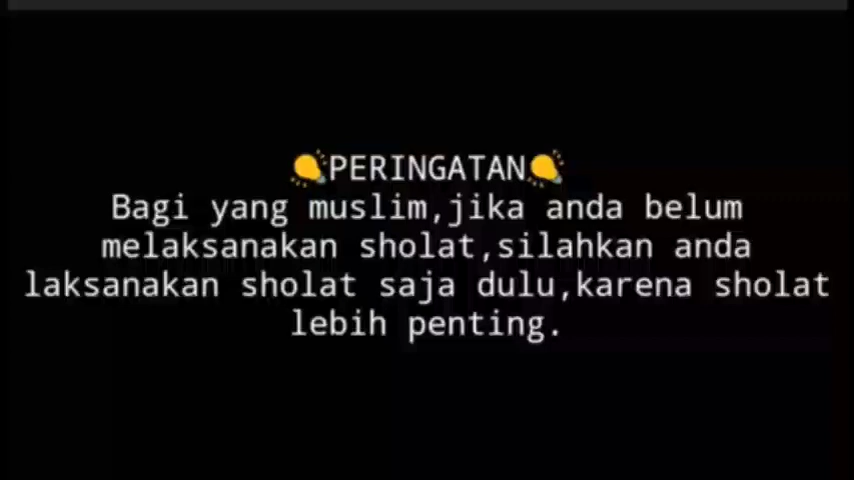 💡PERINGATAN💡
Bagi yang muslim,jika anda belum
melaksanakan sholat,silahkan anda
laksanakan sholat saja dulu,karena sholat
lebih penting.